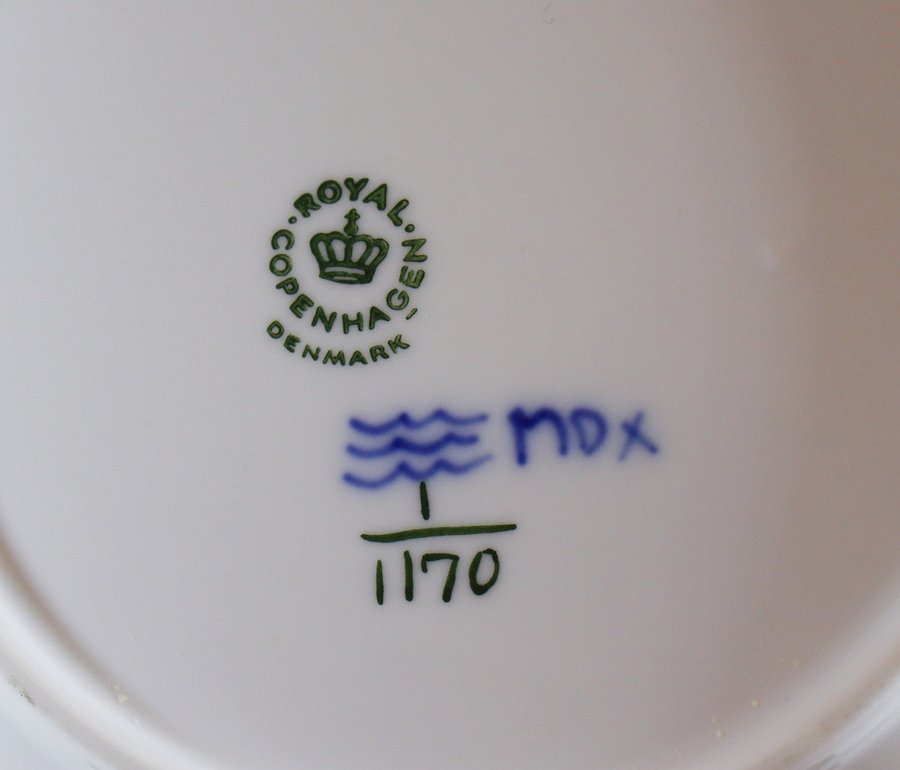 ROYAL
COPENHAGEN
DENMARK
MDX
1
1170